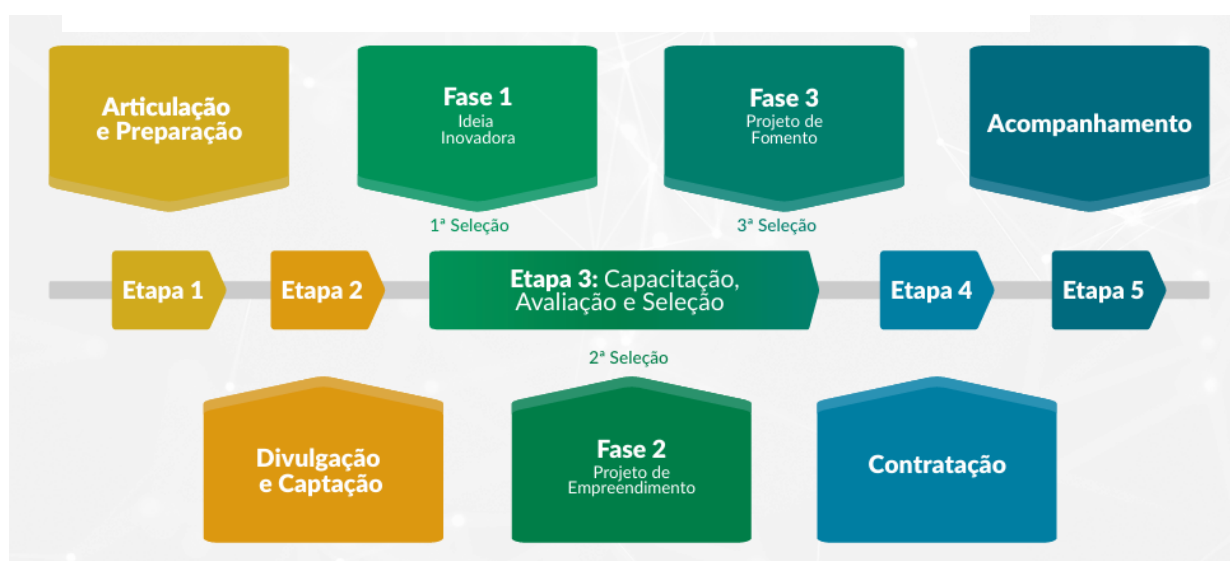 Articulação
e Preparação
Fase 1
Ideia
Inovadora
Fase 3
Projeto de
Fomento
Acompanhamento
1ª Seleção
3ª Seleção
Etapa 1
Etapa 2
Etapa 3: Capacitação,
Avaliação e Seleção
Etapa 4
Etapa 5
2ª Seleção
Divulgação
e Captação
Fase 2
Projeto de
Empreendimento
Contratação